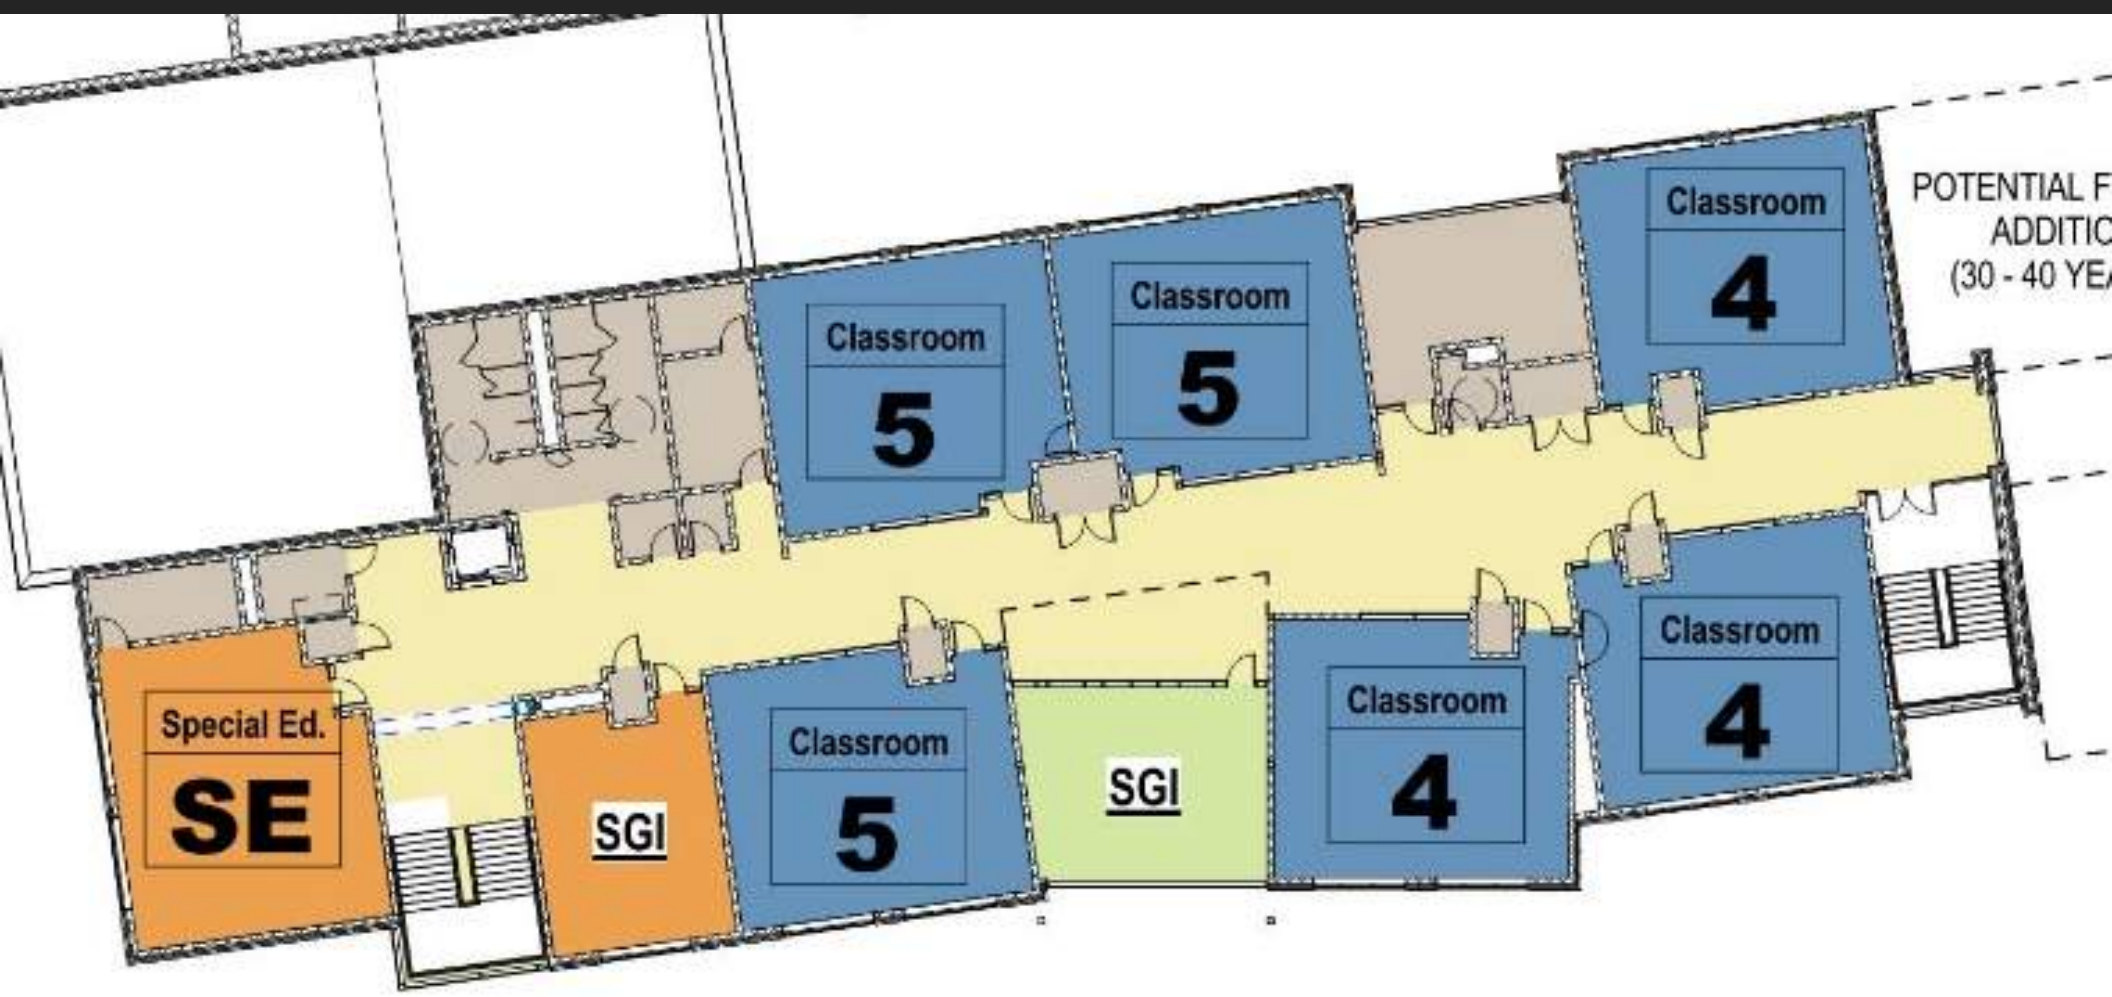 Classroom
4
POTENTIAL F
ADDITIO
(30 - 40 YEA
Classroom
5
Classroom
5
Special Ed.
SE
SGI
Classroom
5
SGI
Classroom
4
Classroom
4